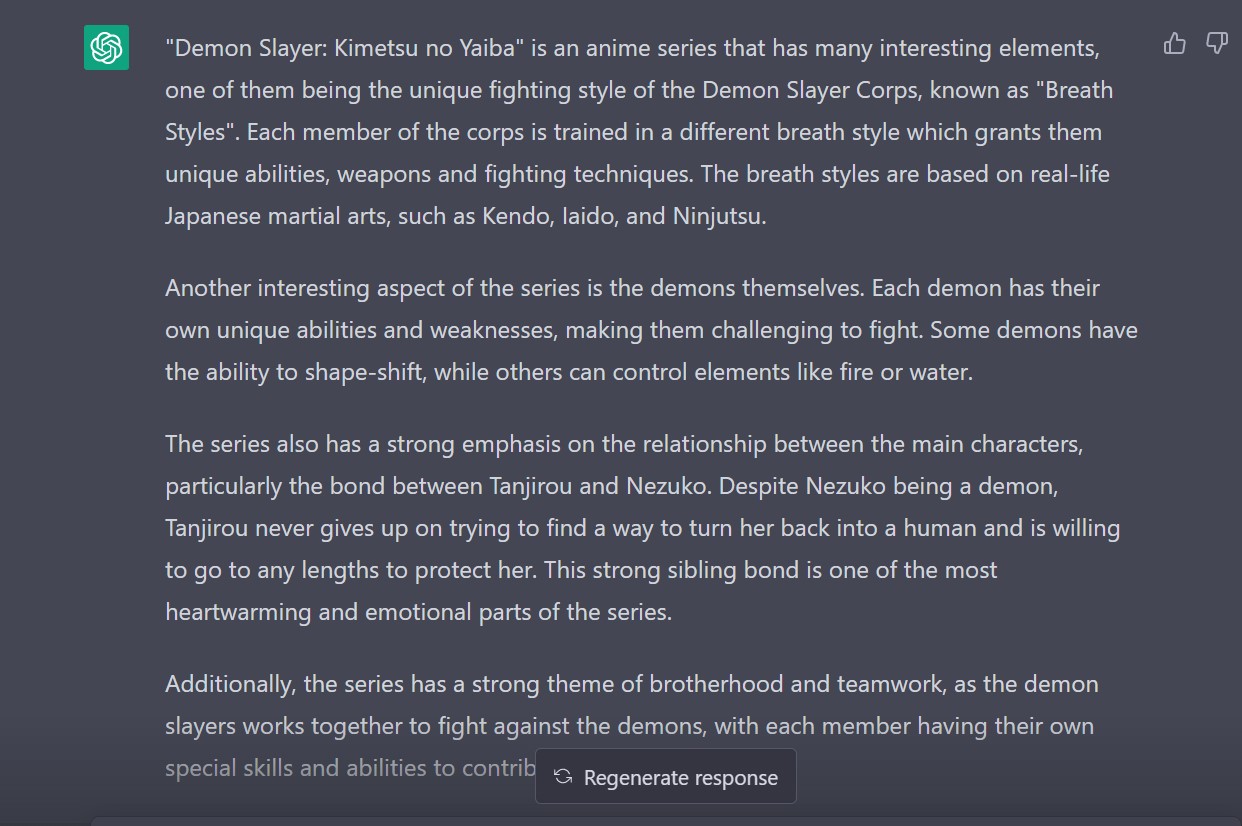 "Demon Slayer: Kimetsu no Yaiba" is an anime series that has many interesting elements,
one of them being the unique fighting style of the Demon Slayer Corps, known as "Breath
Styles". Each member of the corps is trained in a different breath style which grants them
unique abilities, weapons and fighting techniques. The breath styles are based on real-life
Japanese martial arts, such as Kendo, Iaido, and Ninjutsu.
Another interesting aspect of the series is the demons themselves. Each demon has their
own unique abilities and weaknesses, making them challenging to fight. Some demons have
the ability to shape-shift, while others can control elements like fire or water.
The series also has a strong emphasis on the relationship between the main characters,
particularly the bond between Tanjirou and Nezuko. Despite Nezuko being a demon,
Tanjirou never gives up on trying to find a way to turn her back into a human and is willing
to go to any lengths to protect her. This strong sibling bond is one of the most
heartwarming and emotional parts of the series.
Additionally, the series has a strong theme of brotherhood and teamwork, as the demon
slayers works together to fight against the demons, with each member having their own
special skills and abilities to contrib
Regenerate response